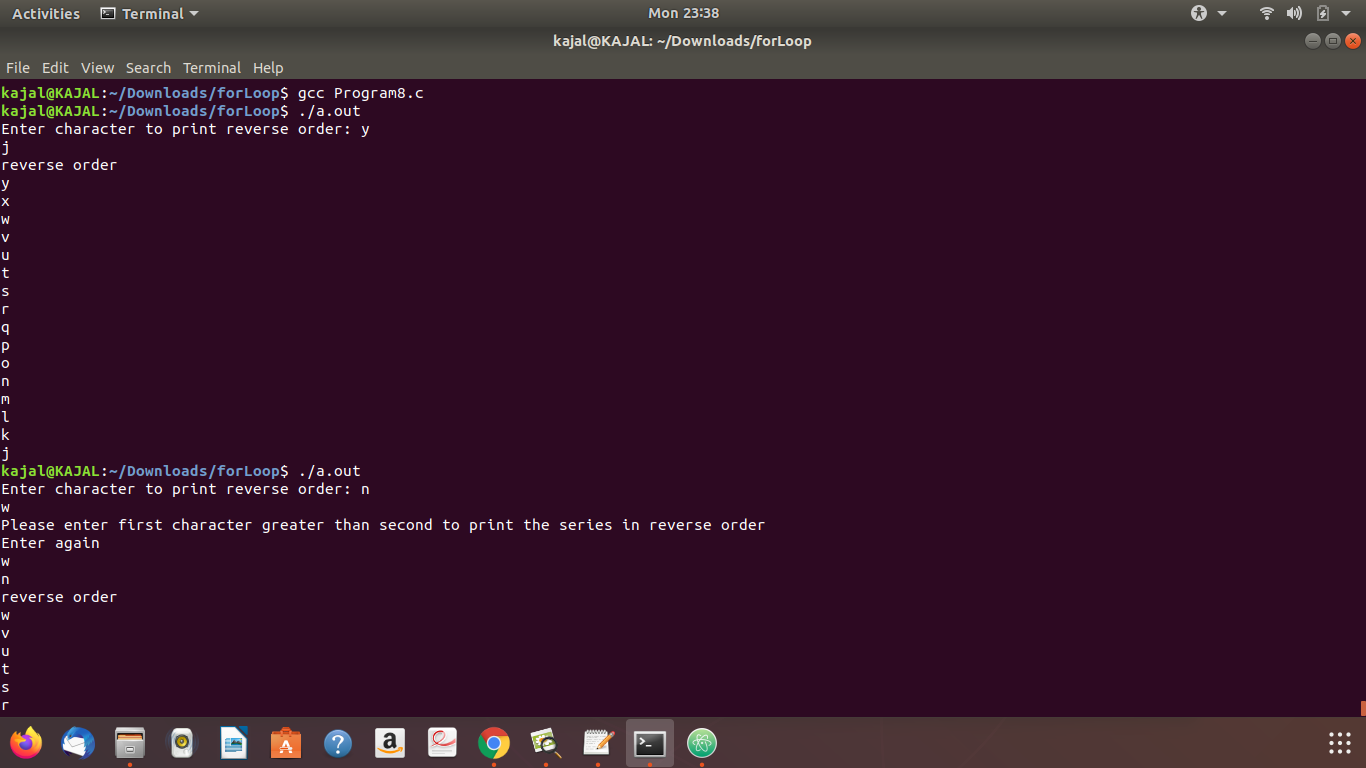 Activities Terminal Mon 23:38
kajal@KAJAL: ~/Downloads/forLoop
File Edit View Search Terminal Help
kajal@KAJAL:~/Downloads/forLoop$ gcc Program8.c
kajal@KAJAL:~/Downloads/forLoop$ ./a.out
Enter character to print reverse order: y
j
reverse order
y
x
w
v
u
t
s
r
q
p
o
n
m
l
k
j
kajal@KAJAL:~/Downloads/forLoop$ ./a.out
Enter character to print reverse order: n
w
Please enter first character greater than second to print the series in reverse order
Enter again
w
n
reverse order
w
v
u
t
s
r